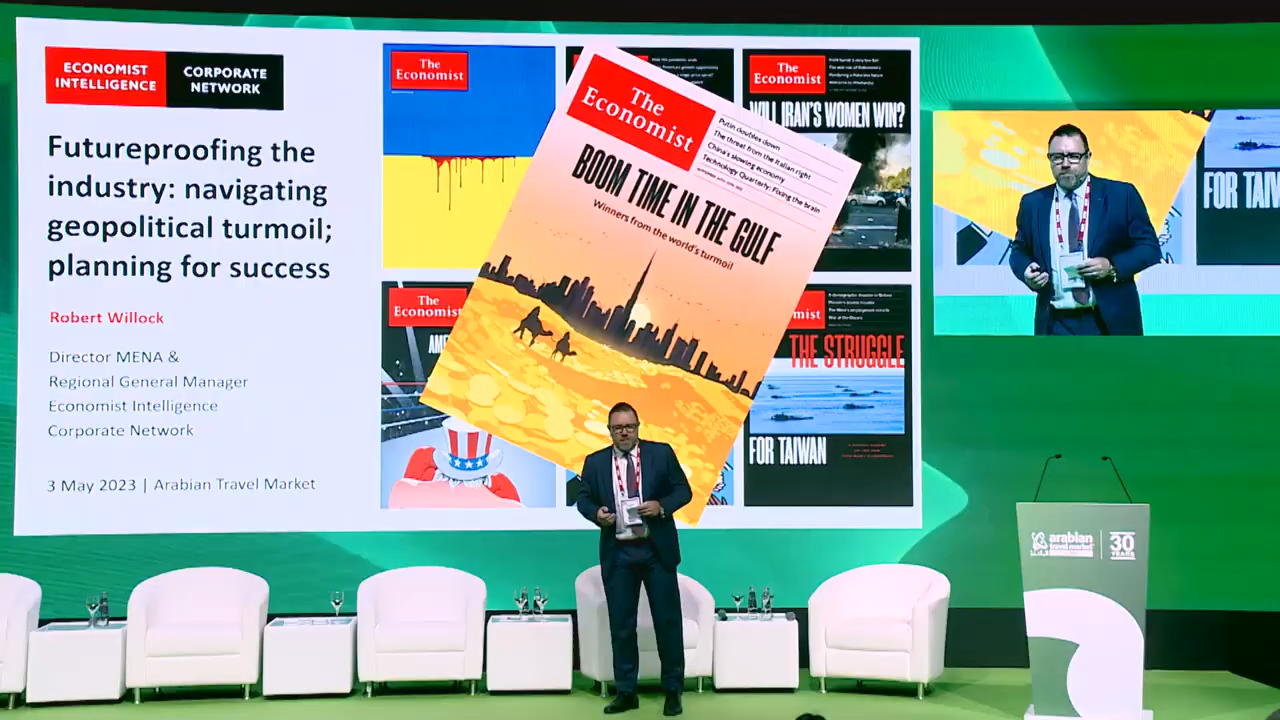 ECONOMIST
INTELLIGENCE
CORPORATE
NETWORK
Futureproofing the
industry: navigating
geopolitical turmoil;
planning for success
Robert Willock
Director MENA &
Regional General Manager
Economist Intelligence
Corporate Network
3 May 2023 | Arabian Travel Market
The
Economist
The
Economist
WILL IRAN'S WOMEN WIN?
The
Economist
Putin doubles down
The threat from the Italian right
China's slowing economy
Technology Quarterly: Fixing the brain
BOOM TIME IN THE GULF
Winners from the world's turmoil
The
Economist
THE STRUGGLE
FOR TAIWAN
FOR TAIW
arabian
travel market
30
YEARS